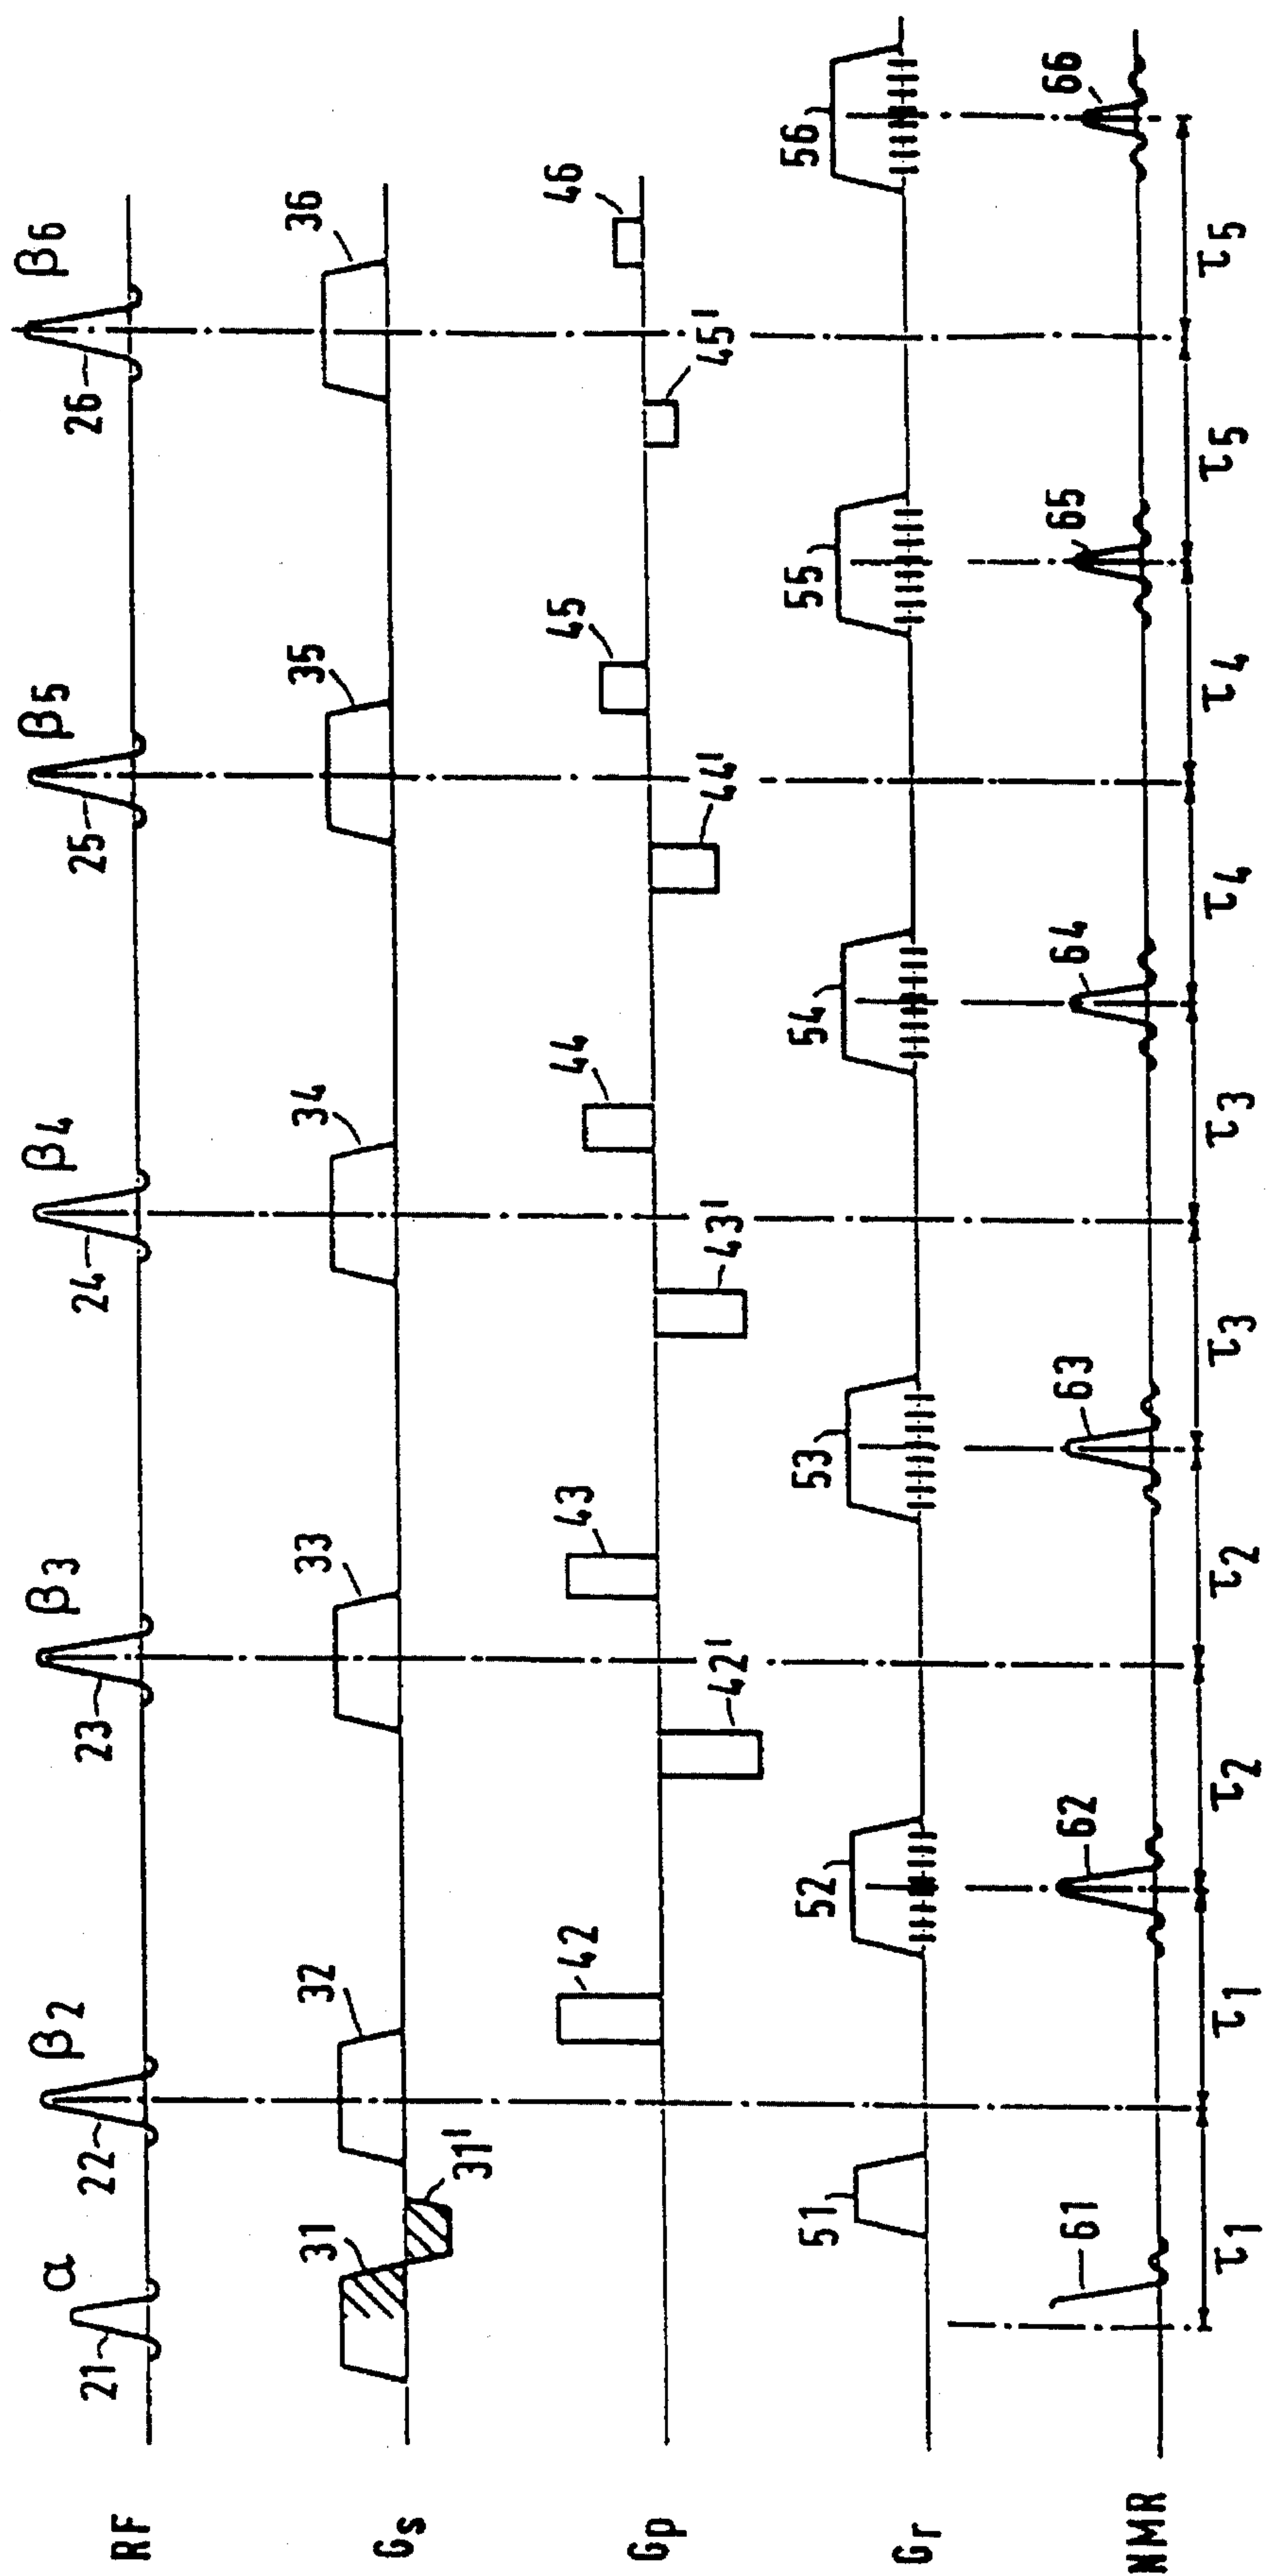 RF 21 α 22 β2 23 β3 24 β4 25 β5 26 β6
Gs 31 31' 32 33 34 35 36
Gp 42 42' 43 43' 44 44' 45 45' 46
Gr 51 52 53 54 55 56
NMR 61 62 63 64 65 66
τ1 τ1 τ2 τ2 τ3 τ3 τ4 τ4 τ5 τ5